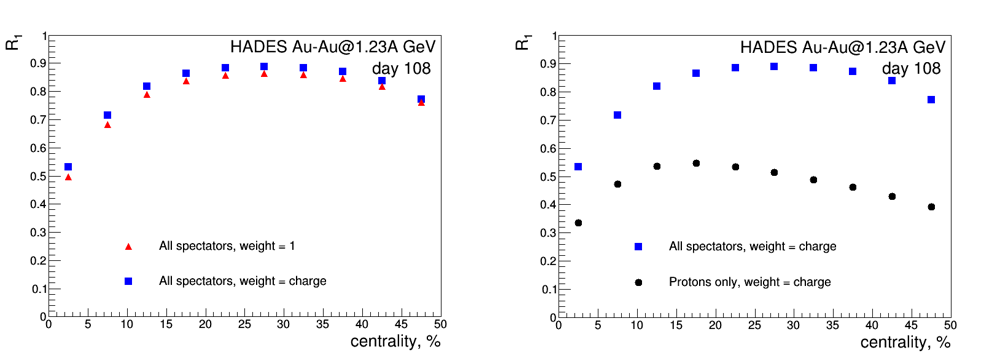 R1
1
0.9
0.8
0.7
0.6
0.5
0.4
0.3
0.2
0.1
0
HADES Au-Au@1.23A GeV
day 108
All spectators, weight = 1
All spectators, weight = charge
0 5 10 15 20 25 30 35 40 45 50
centrality, %
R1
1
0.9
0.8
0.7
0.6
0.5
0.4
0.3
0.2
0.1
0
HADES Au-Au@1.23A GeV
day 108
All spectators, weight = charge
Protons only, weight = charge
0 5 10 15 20 25 30 35 40 45 50
centrality, %